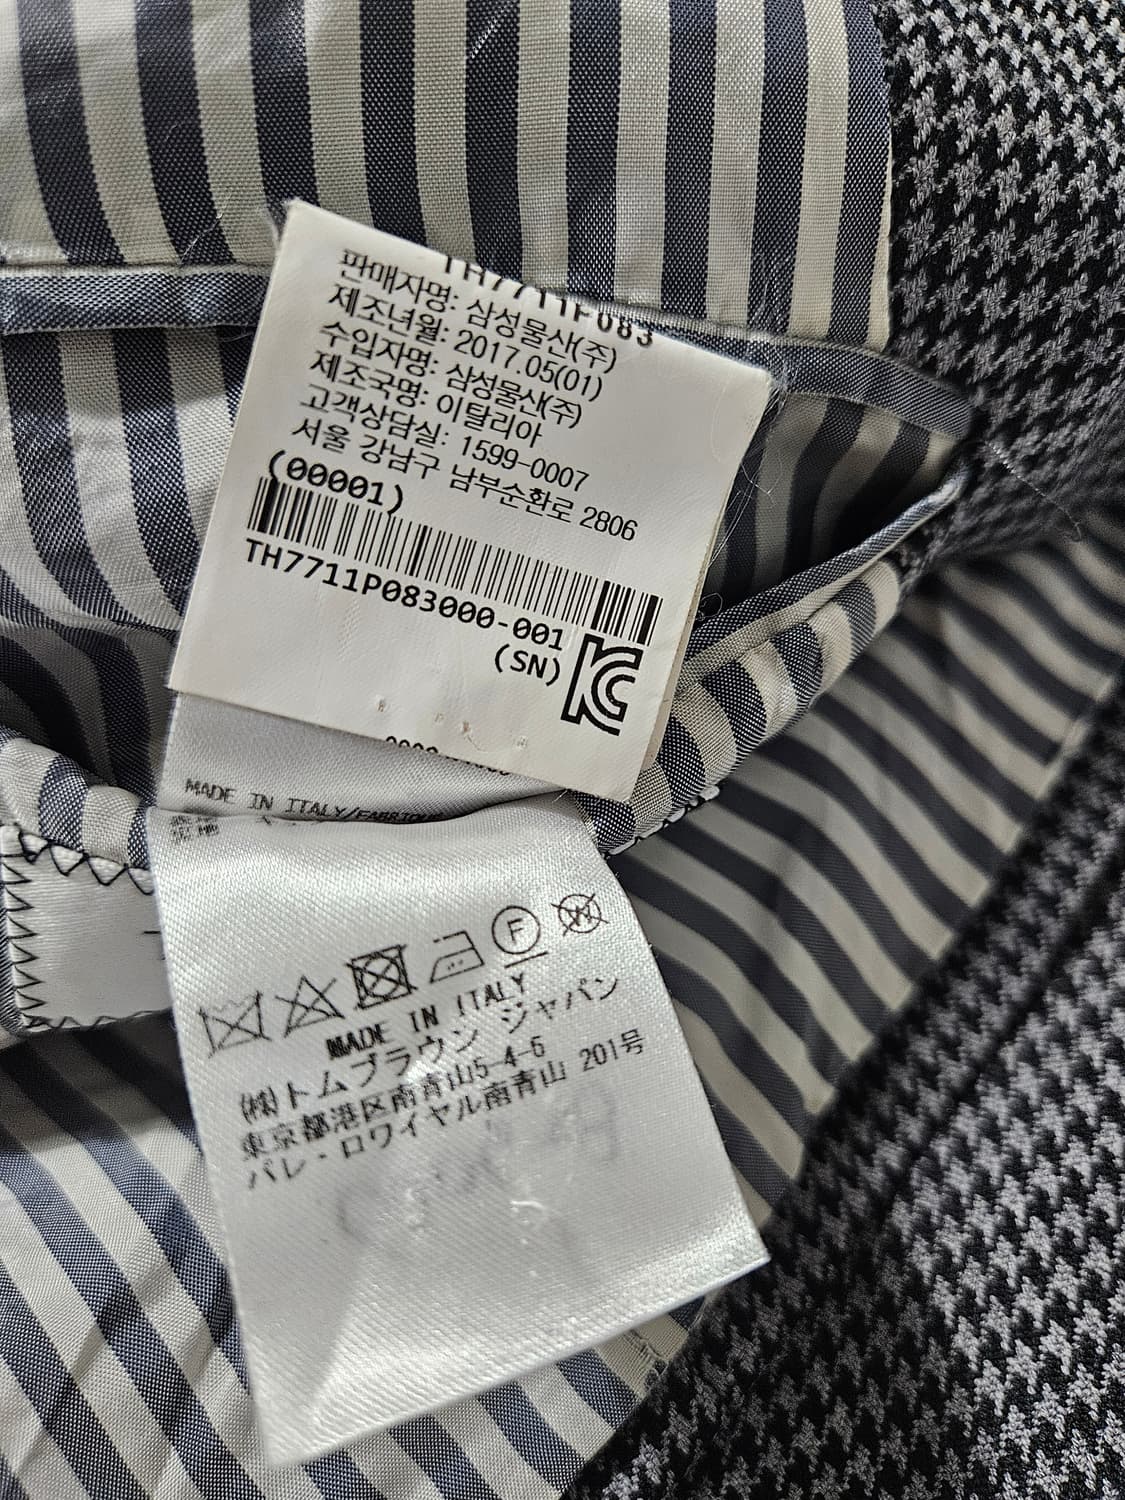 TH7711P083
판매자명: 삼성물산(주)
제조년월: 2017.05(01)
수입자명: 삼성물산(주)
제조국명: 이탈리아
고객상담실: 1599-0007
서울 강남구 남부순환로 2806
(00001)
TH7711P083000-001
(SN)
MADE IN ITALY/FABRIQU
F
W
MADE IN ITALY
(株)トムブラウン ジャパン
東京都港区南青山5-4-6
パレ・ロワイヤル南青山 201号